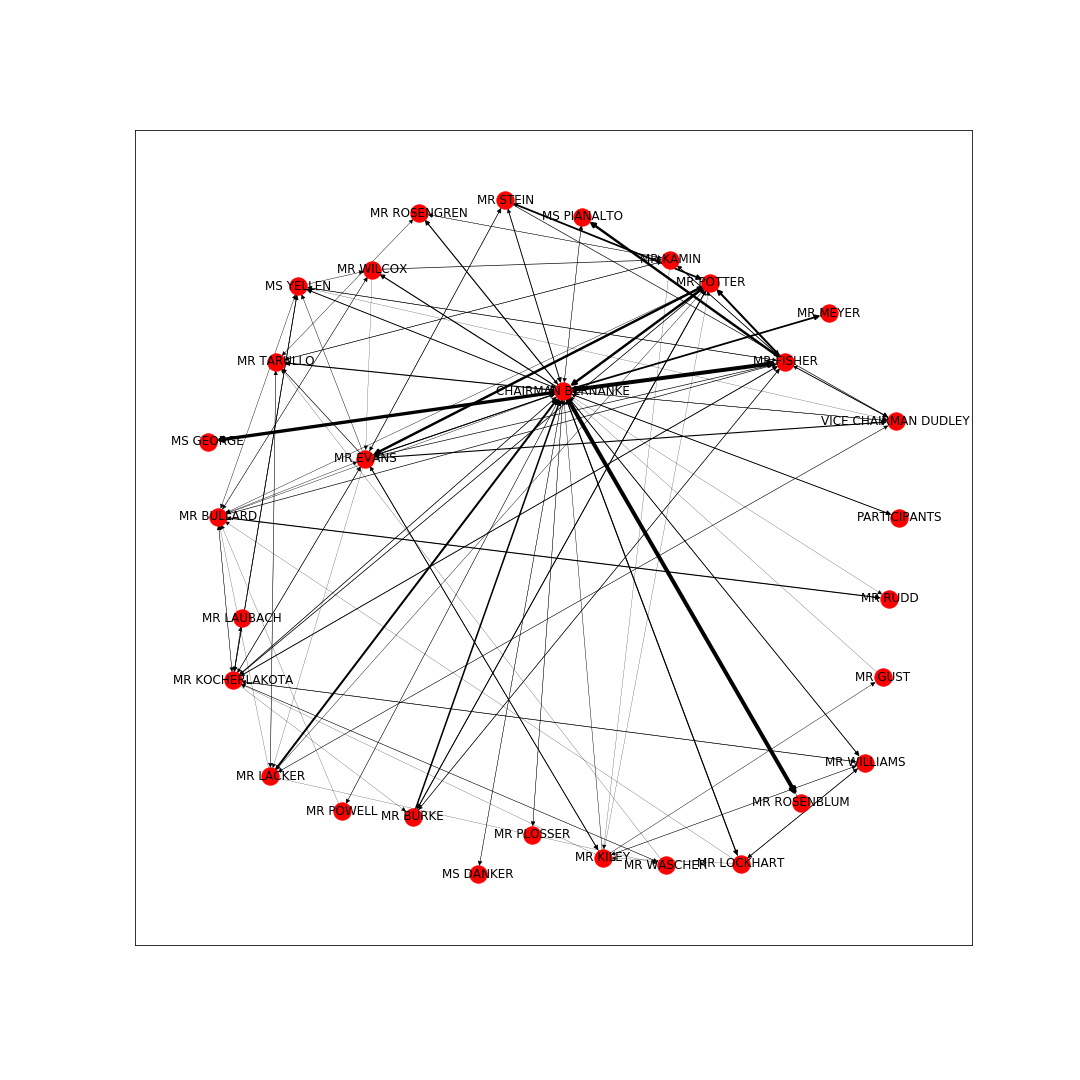 MR STEIN
MR ROSENGREN
MS PIANALTO
MR KAMIN
MR WILCOX
MR POTTER
MS YELLEN
MR MEYER
MR TARULLO
MR FISHER
CHAIRMAN BERNANKE
VICE CHAIRMAN DUDLEY
MS GEORGE
MR EVANS
MR BULLARD
PARTICIPANTS
MR RUDD
MR LAUBACH
MR GUST
MR KOCHERLAKOTA
MR WILLIAMS
MR LACKER
MR ROSENBLUM
MR POWELL
MR BURKE
MR PLOSSER
MR KILEY
MR WASCHER
MR LOCKHART
MS DANKER